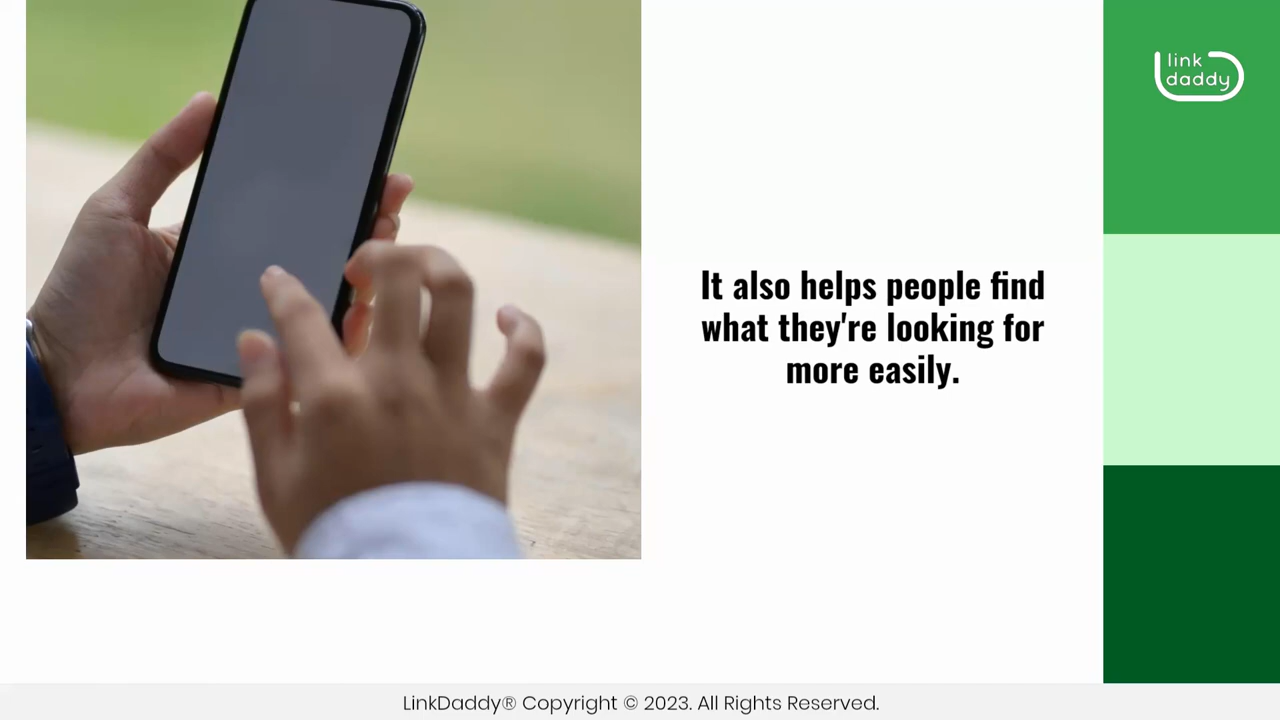 link
daddy
It also helps people find
what they're looking for
more easily.
LinkDaddy® Copyright © 2023. All Rights Reserved.